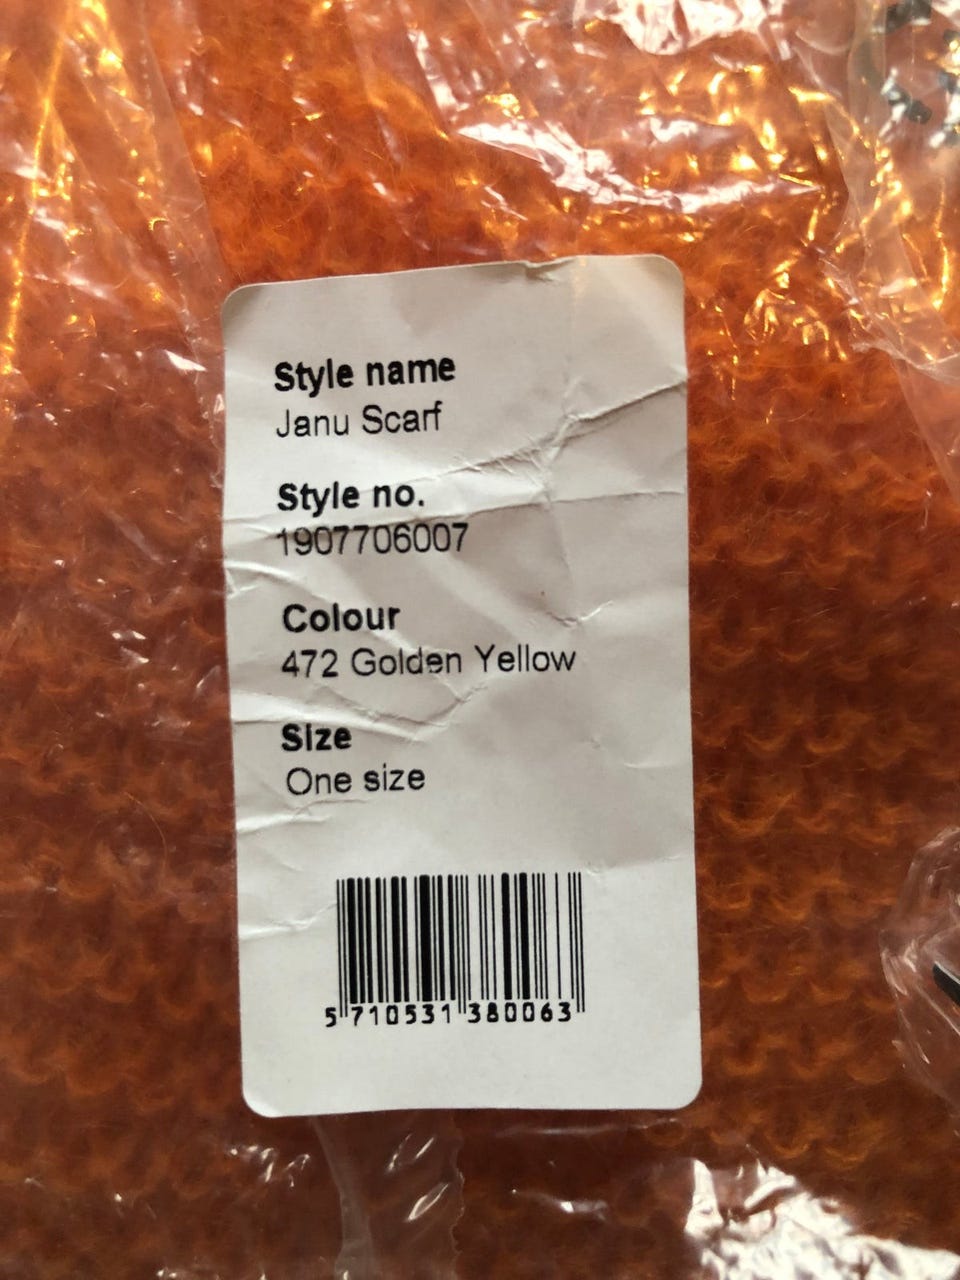 Style name
Janu Scarf
Style no.
1907706007
Colour
472 Golden Yellow
Size
One size
5 710531 380063